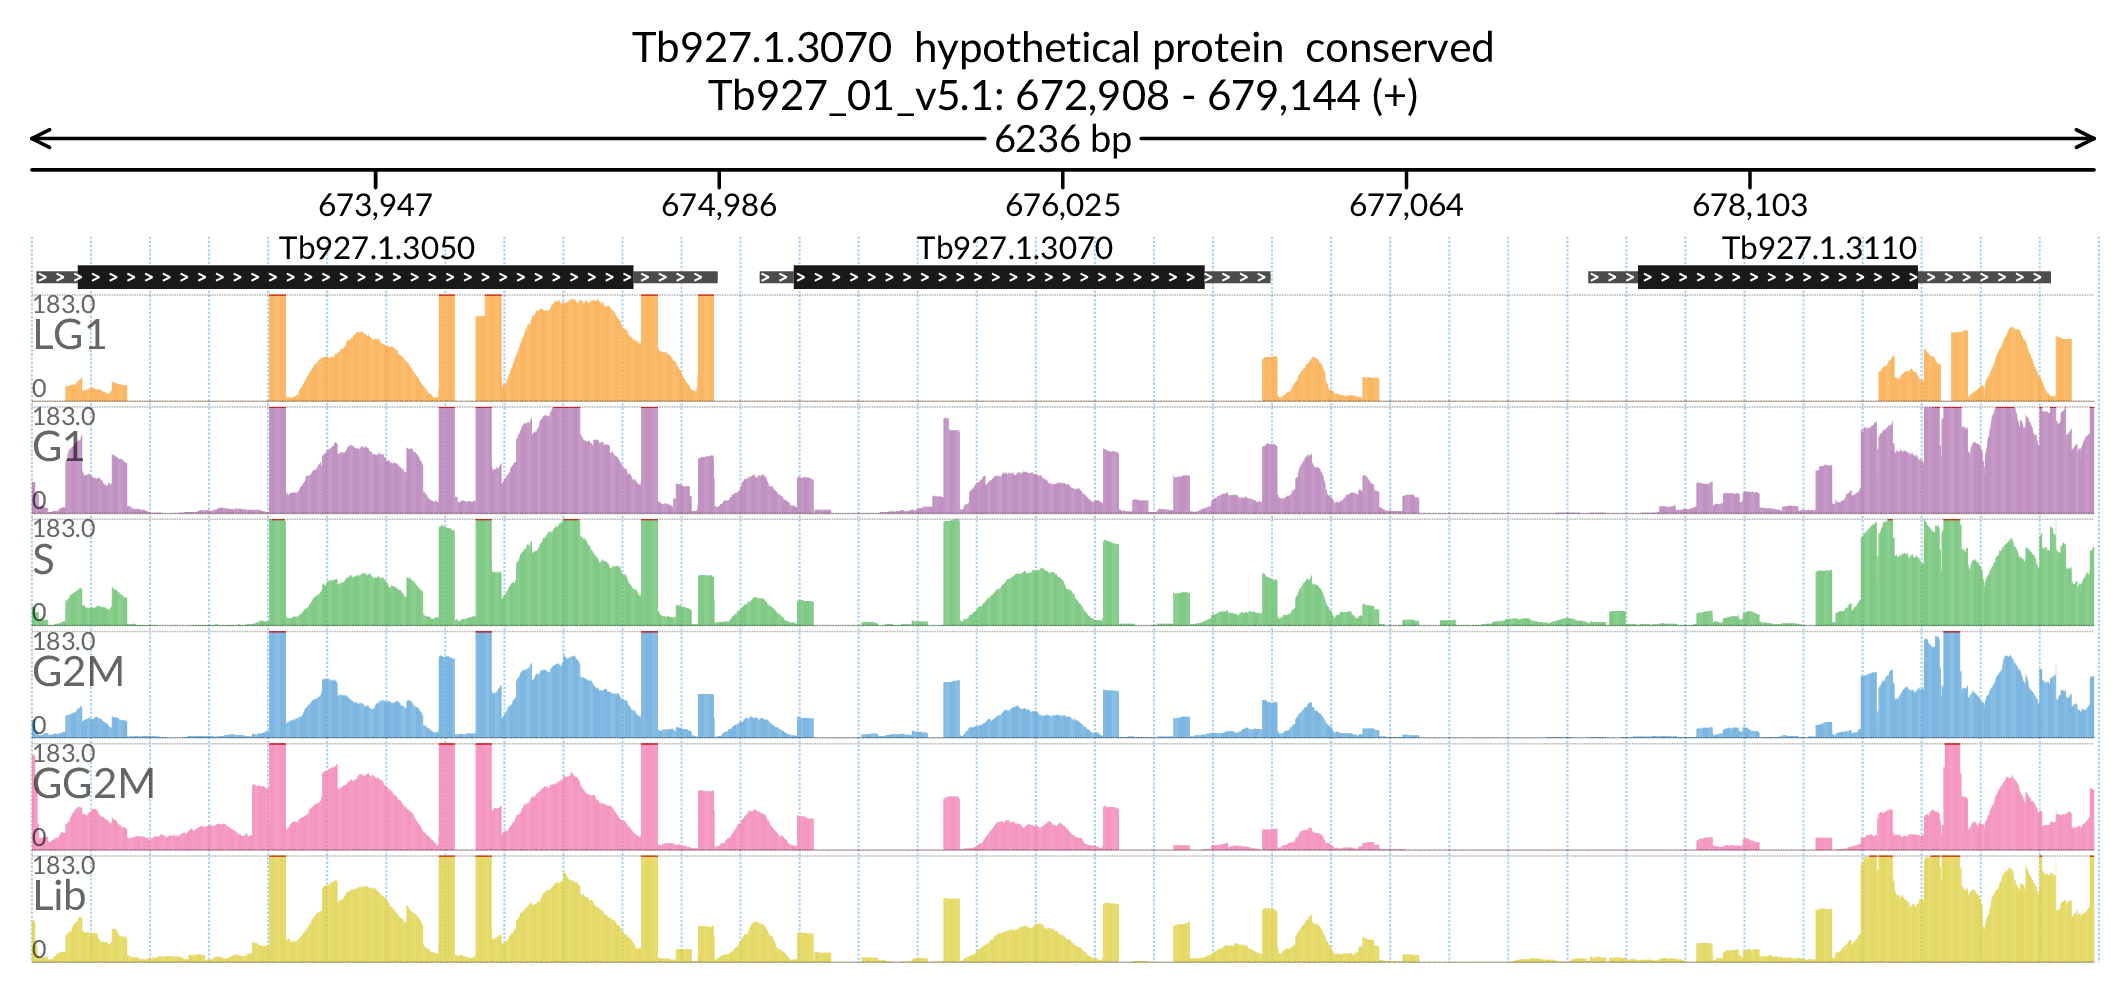 Tb927.1.3070  hypothetical protein  conserved
Tb927_01_v5.1: 672,908 - 679,144 (+)
6236 bp
673,947 674,986 676,025 677,064 678,103
Tb927.1.3050 Tb927.1.3070 Tb927.1.3110
183.0
LG1
0
183.0
G1
0
183.0
S
0
183.0
G2M
0
183.0
GG2M
0
183.0
Lib
0